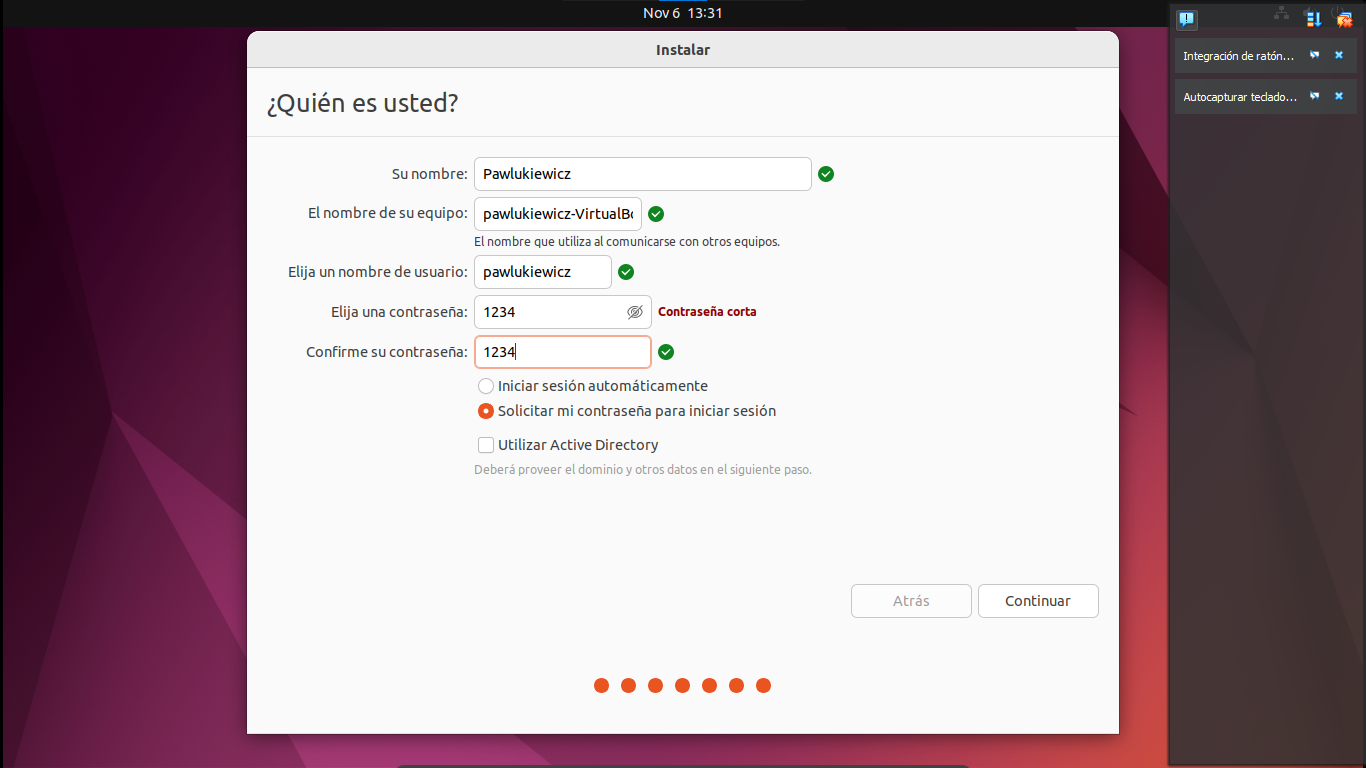 Nov 6 13:31
Instalar
¿Quién es usted?
Su nombre: Pawlukiewicz
El nombre de su equipo: pawlukiewicz-VirtualBo
El nombre que utiliza al comunicarse con otros equipos.
Elija un nombre de usuario: pawlukiewicz
Elija una contraseña: 1234 Contraseña corta
Confirme su contraseña: 1234
Iniciar sesión automáticamente
Solicitar mi contraseña para iniciar sesión
Utilizar Active Directory
Deberá proveer el dominio y otros datos en el siguiente paso.
Atrás Continuar
Integración de ratón...
Autocapturar teclado...